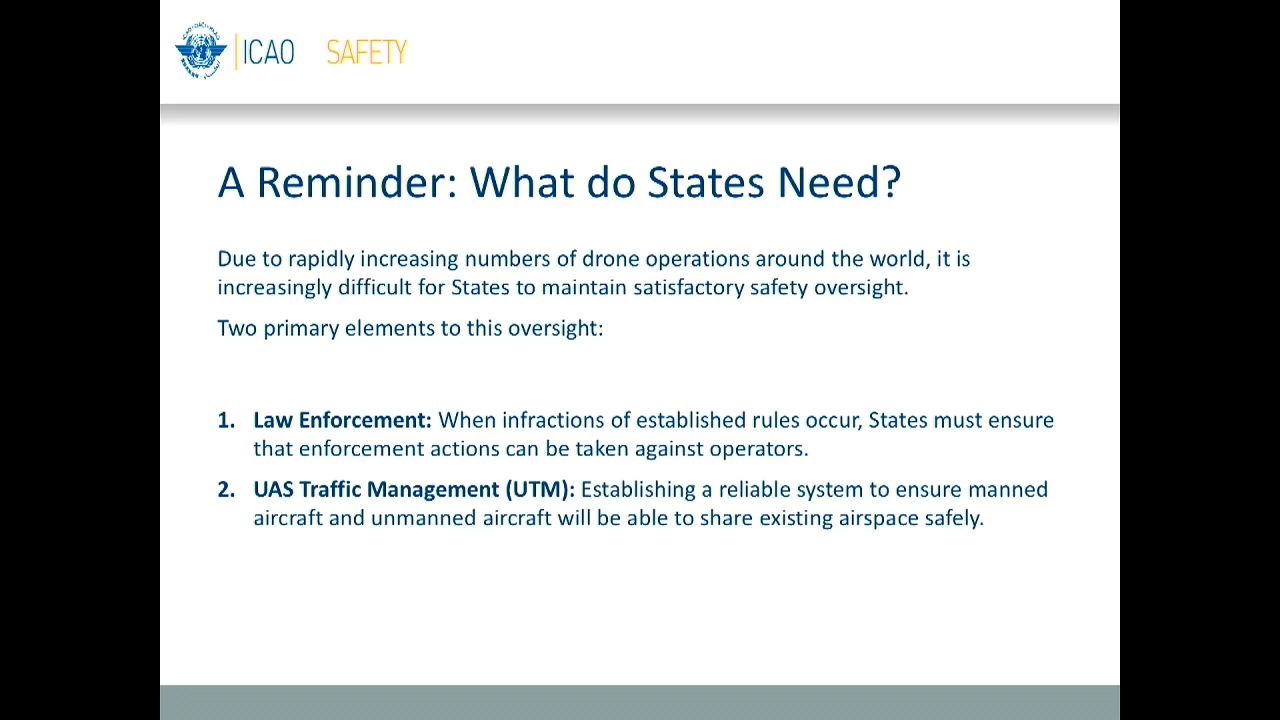 ICAO SAFETY
A Reminder: What do States Need?
Due to rapidly increasing numbers of drone operations around the world, it is
increasingly difficult for States to maintain satisfactory safety oversight.
Two primary elements to this oversight:
1. Law Enforcement: When infractions of established rules occur, States must ensure
that enforcement actions can be taken against operators.
2. UAS Traffic Management (UTM): Establishing a reliable system to ensure manned
aircraft and unmanned aircraft will be able to share existing airspace safely.